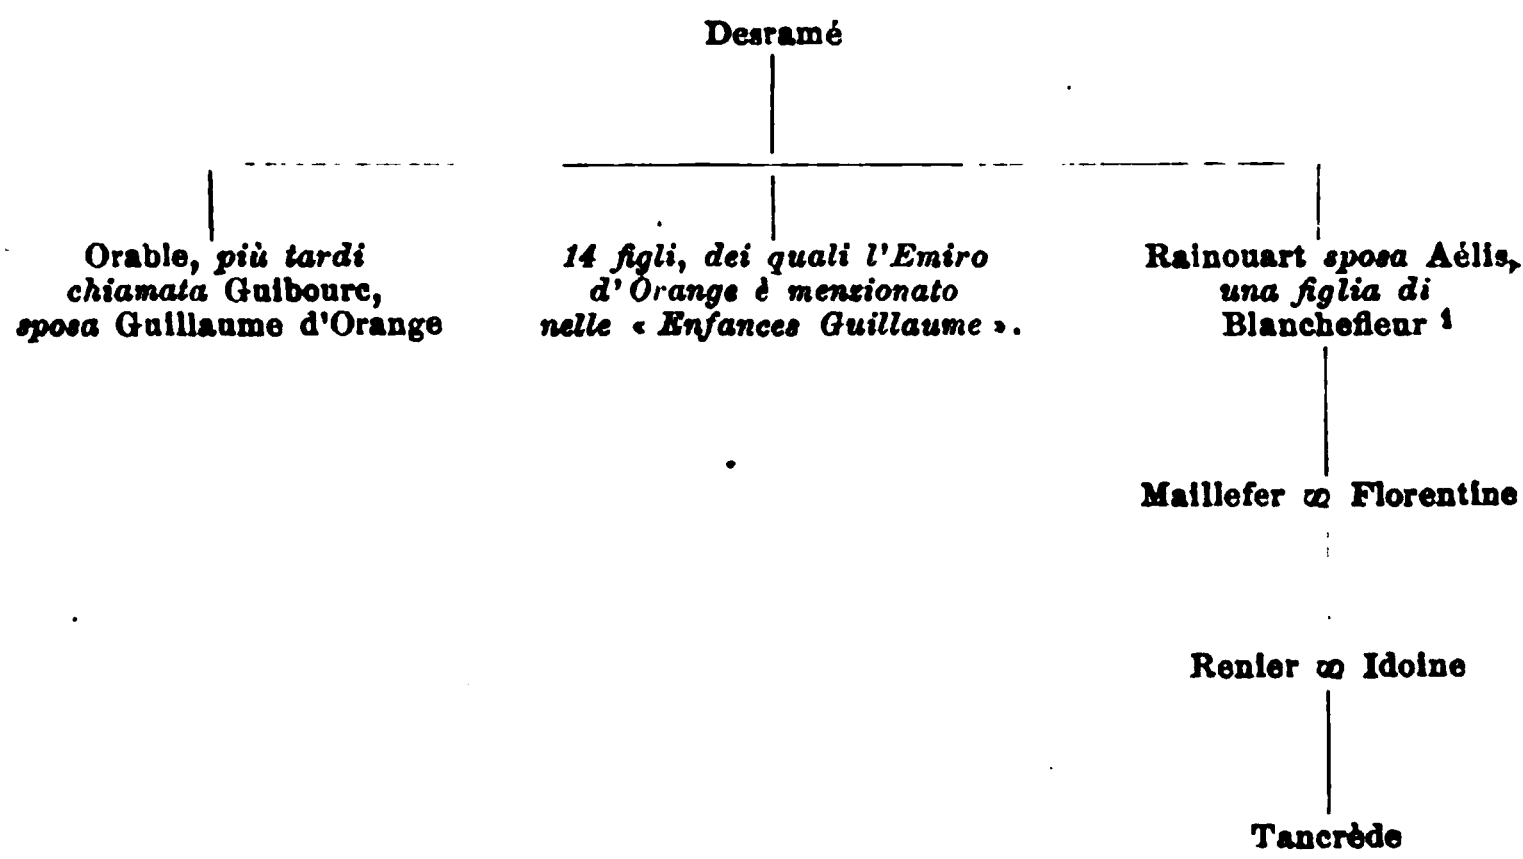 Desramé
Orable, più tardi
chiamata Guibourc,
sposa Guillaume d'Orange
14 figli, dei quali l'Emiro
d'Orange è menzionato
nelle « Enfances Guillaume ».
Rainouart sposa Aélis,
una figlia di
Blanchefleur 1
Maillefer ∞ Florentine
Renier ∞ Idoine
Tancrède